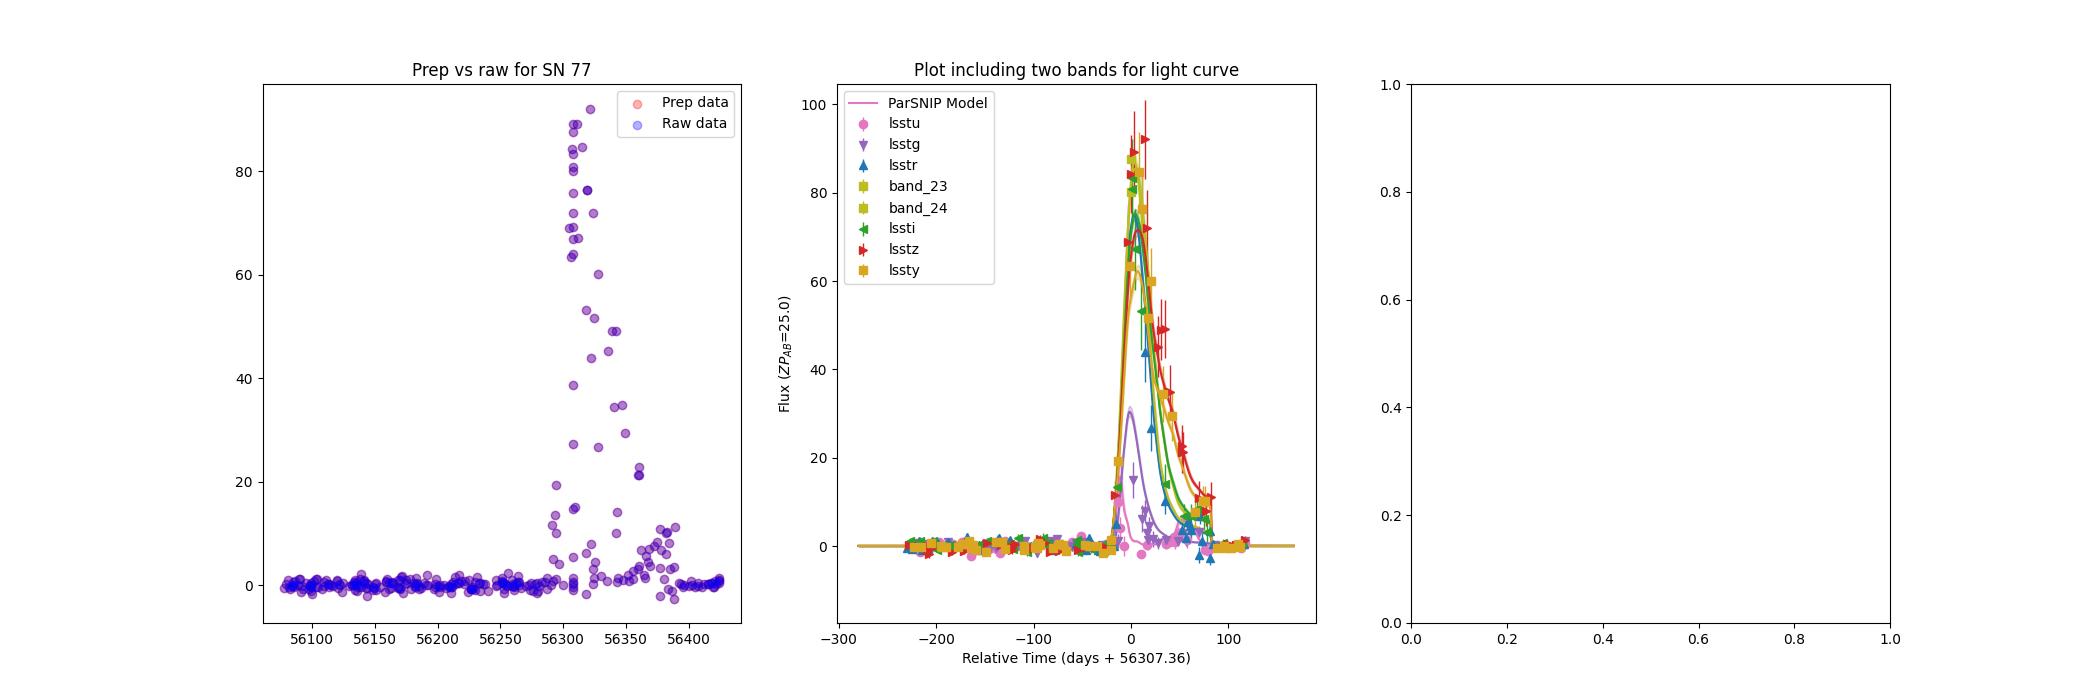 Prep vs raw for SN 77
Prep data
Raw data
80
60
40
20
0
56100 56150 56200 56250 56300 56350 56400
Plot including two bands for light curve
ParSNIP Model
lsstu
lsstg
lsstr
band_23
band_24
lssti
lsstz
lssty
Flux (ZP_AB=25.0)
100
80
60
40
20
0
−300 −200 −100 0 100
Relative Time (days + 56307.36)
1.0
0.8
0.6
0.4
0.2
0.0
0.0 0.2 0.4 0.6 0.8 1.0